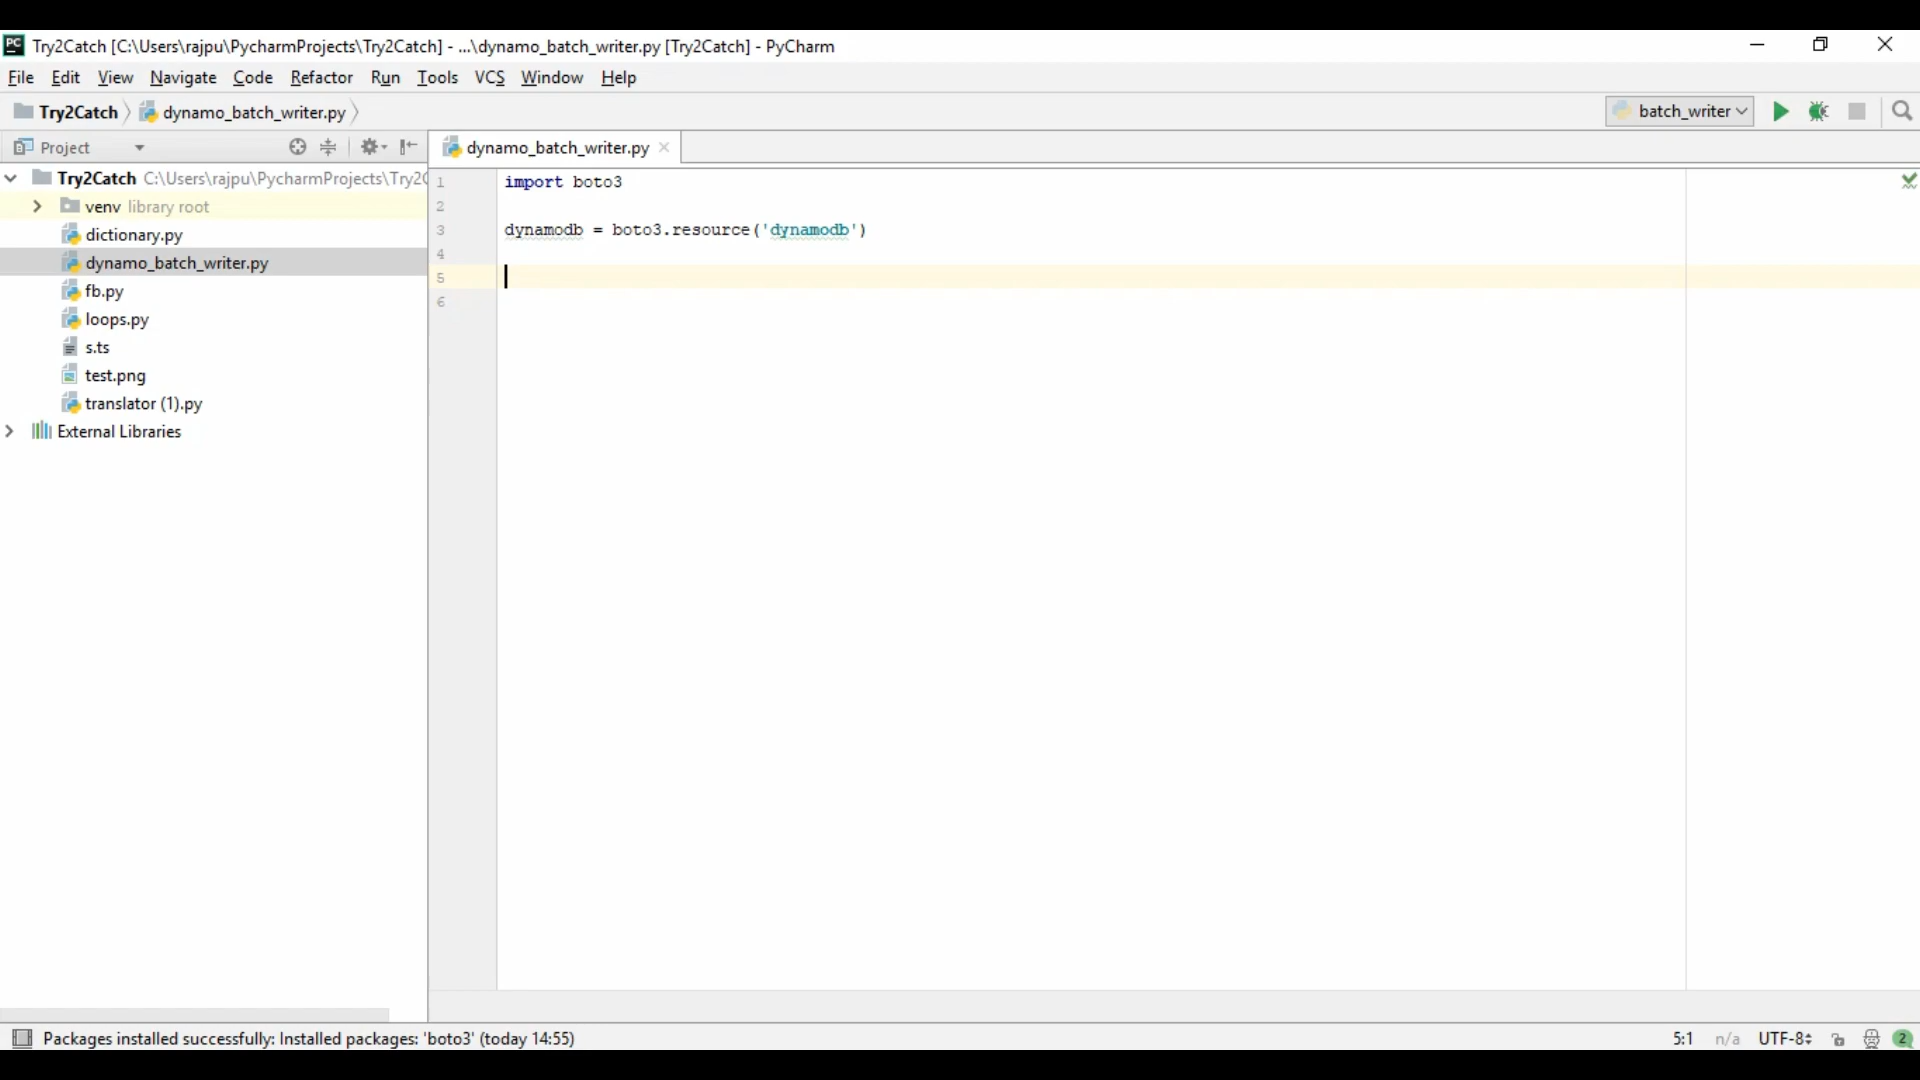 Try2Catch [C:\Users\rajpu\PycharmProjects\Try2Catch] - ...\dynamo_batch_writer.py [Try2Catch] - PyCharm
File Edit View Navigate Code Refactor Run Tools VCS Window Help
Try2Catch dynamo_batch_writer.py batch_writer
Project dynamo_batch_writer.py
Try2Catch C:\Users\rajpu\PycharmProjects\Try2C
venv library root
dictionary.py
dynamo_batch_writer.py
fb.py
loops.py
s.ts
test.png
translator (1).py
External Libraries
1 import boto3
2
3 dynamodb = boto3.resource('dynamodb')
4
5
6
Packages installed successfully: Installed packages: 'boto3' (today 14:55) 5:1 n/a UTF-8 2